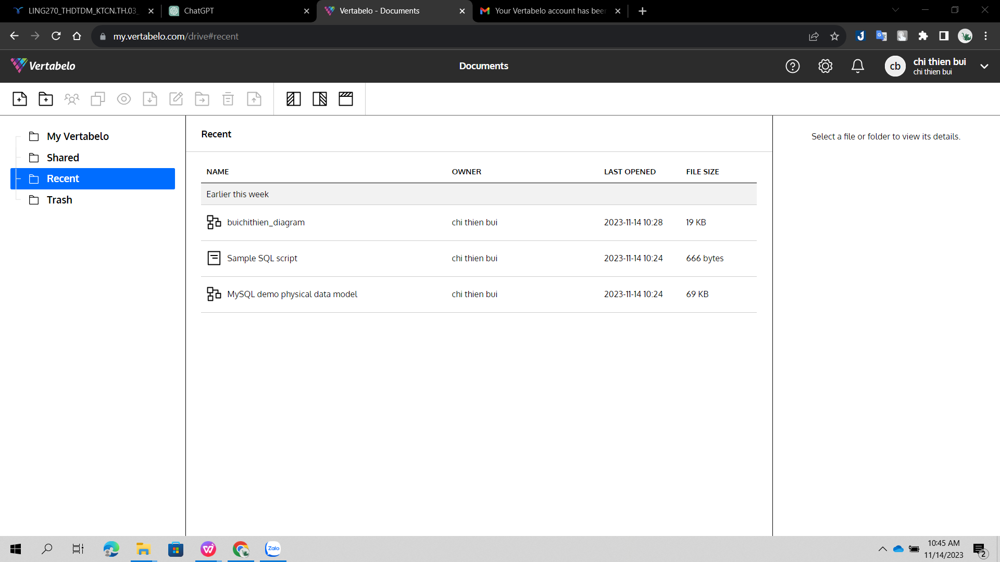 LING270_THDTDM_KTCN.TH.03_
ChatGPT
Vertabelo - Documents
Your Vertabelo account has bee
my.vertabelo.com/drive#recent
Vertabelo
Documents
cb
chi thien bui
chi thien bui
My Vertabelo
Shared
Recent
Trash
Recent
NAME OWNER LAST OPENED FILE SIZE
Earlier this week
buichithien_diagram chi thien bui 2023-11-14 10:28 19 KB
Sample SQL script chi thien bui 2023-11-14 10:24 666 bytes
MySQL demo physical data model chi thien bui 2023-11-14 10:24 69 KB
Select a file or folder to view its details.
Zalo
10:45 AM
11/14/2023
2